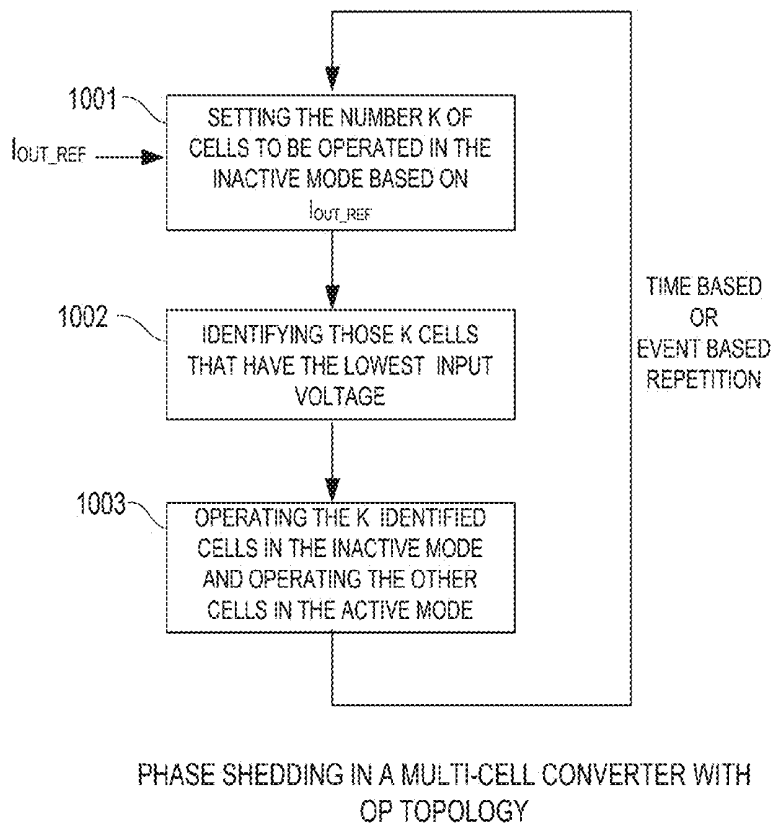 1001
SETTING THE NUMBER K OF
CELLS TO BE OPERATED IN THE
INACTIVE MODE BASED ON
IOUT_REF
IOUT_REF
1002
IDENTIFYING THOSE K CELLS
THAT HAVE THE LOWEST INPUT
VOLTAGE
TIME BASED
OR
EVENT BASED
REPETITION
1003
OPERATING THE K IDENTIFIED
CELLS IN THE INACTIVE MODE
AND OPERATING THE OTHER
CELLS IN THE ACTIVE MODE
PHASE SHEDDING IN A MULTI-CELL CONVERTER WITH
OP TOPOLOGY